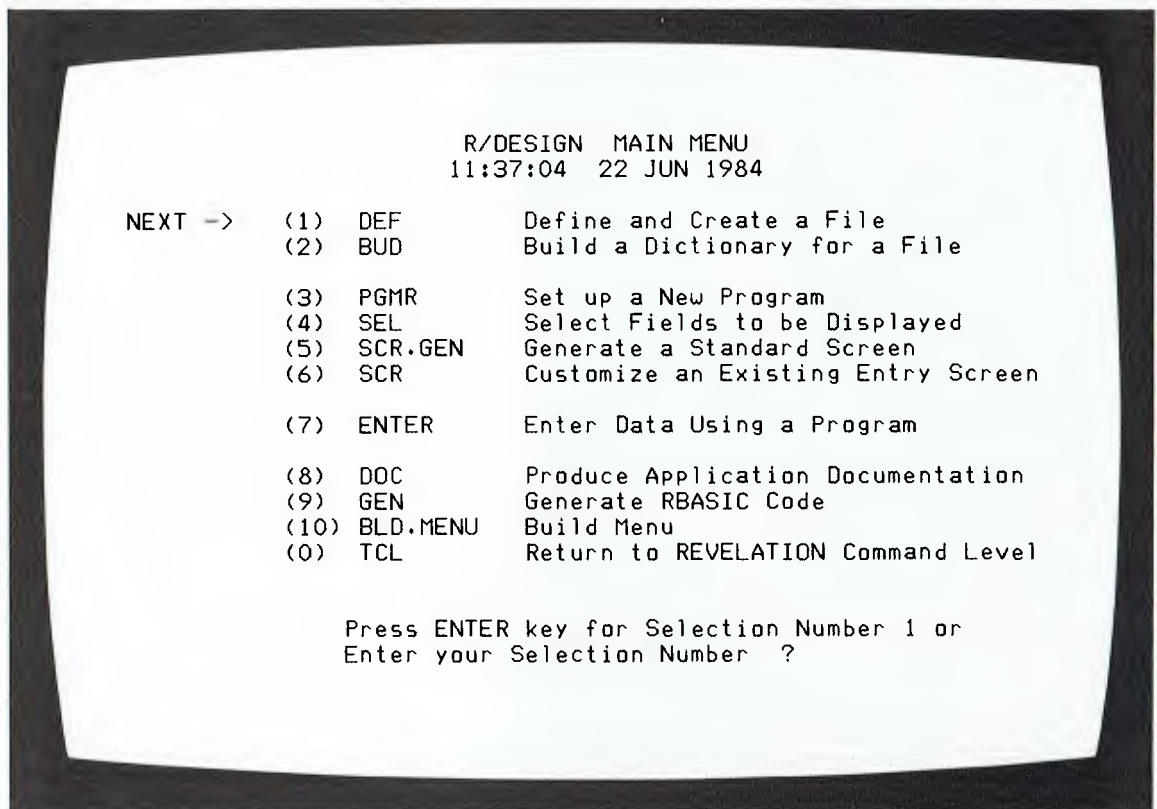 R/DESIGN MAIN MENU
11:37:04 22 JUN 1984
NEXT -> (1) DEF Define and Create a File
(2) BUD Build a Dictionary for a File
(3) PGMR Set up a New Program
(4) SEL Select Fields to be Displayed
(5) SCR.GEN Generate a Standard Screen
(6) SCR Customize an Existing Entry Screen
(7) ENTER Enter Data Using a Program
(8) DOC Produce Application Documentation
(9) GEN Generate RBASIC Code
(10) BLD.MENU Build Menu
(0) TCL Return to REVELATION Command Level
Press ENTER key for Selection Number 1 or
Enter your Selection Number ?